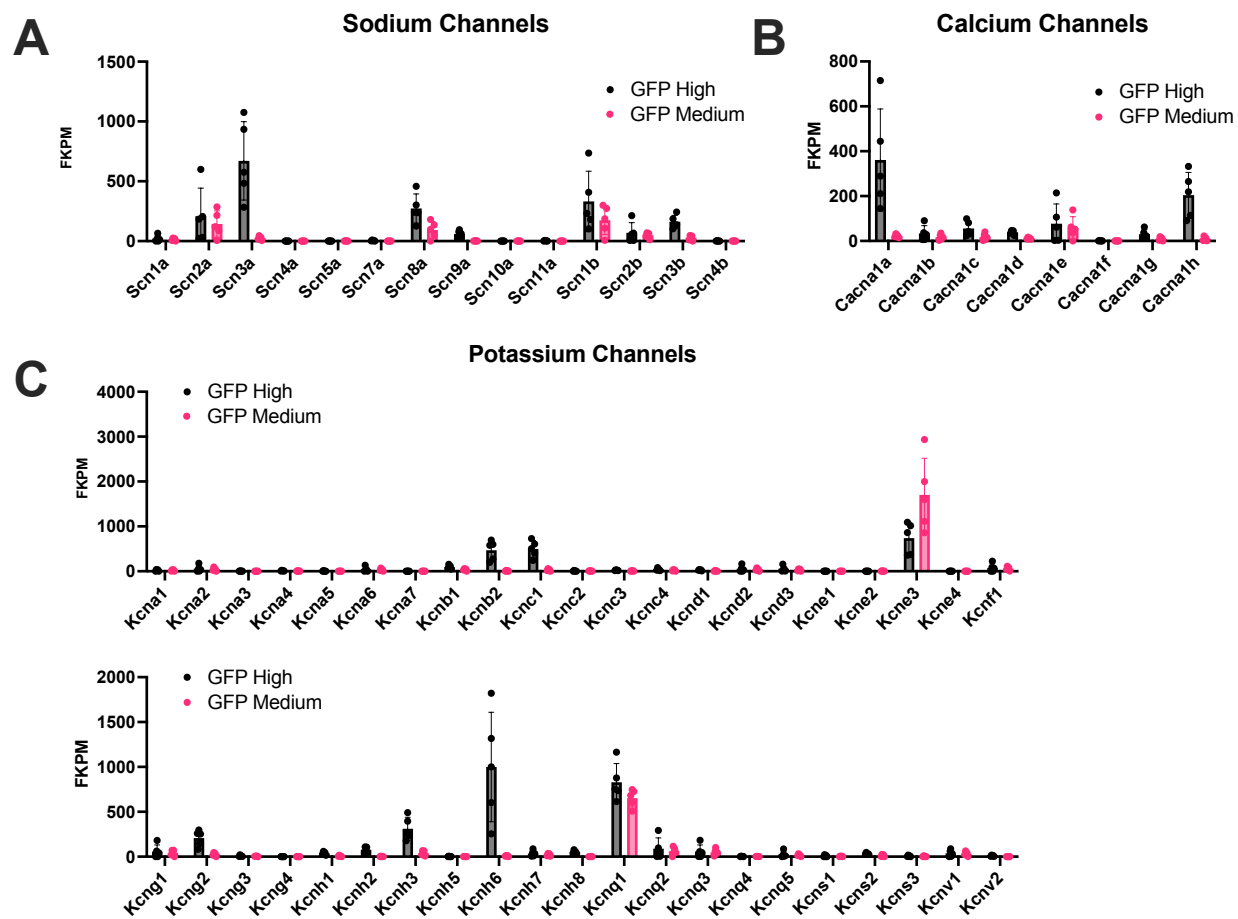 A
Sodium Channels
1500
1000
500
0
FKPM
GFP High
GFP Medium
Scn1a
Scn2a
Scn3a
Scn4a
Scn5a
Scn7a
Scn8a
Scn9a
Scn10a
Scn11a
Scn1b
Scn2b
Scn3b
Scn4b
B
Calcium Channels
800
600
400
200
0
FKPM
GFP High
GFP Medium
Cacna1a
Cacna1b
Cacna1c
Cacna1d
Cacna1e
Cacna1f
Cacna1g
Cacna1h
C
Potassium Channels
4000
3000
2000
1000
0
FKPM
GFP High
GFP Medium
Kcna1
Kcna2
Kcna3
Kcna4
Kcna5
Kcna6
Kcna7
Kcnb1
Kcnb2
Kcnc1
Kcnc2
Kcnc3
Kcnc4
Kcnd1
Kcnd2
Kcnd3
Kcne1
Kcne2
Kcne3
Kcne4
Kcnf1
2000
1500
1000
500
0
FKPM
GFP High
GFP Medium
Kcng1
Kcng2
Kcng3
Kcng4
Kcnh1
Kcnh2
Kcnh3
Kcnh5
Kcnh6
Kcnh7
Kcnh8
Kcnq1
Kcnq2
Kcnq3
Kcnq4
Kcnq5
Kcns1
Kcns2
Kcns3
Kcnv1
Kcnv2